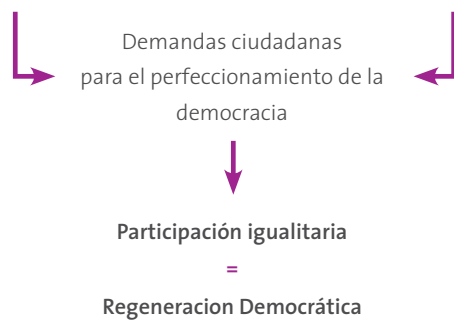 Demandas ciudadanas
para el perfeccionamiento de la
democracia
Participación igualitaria
=
Regeneracion Democrática